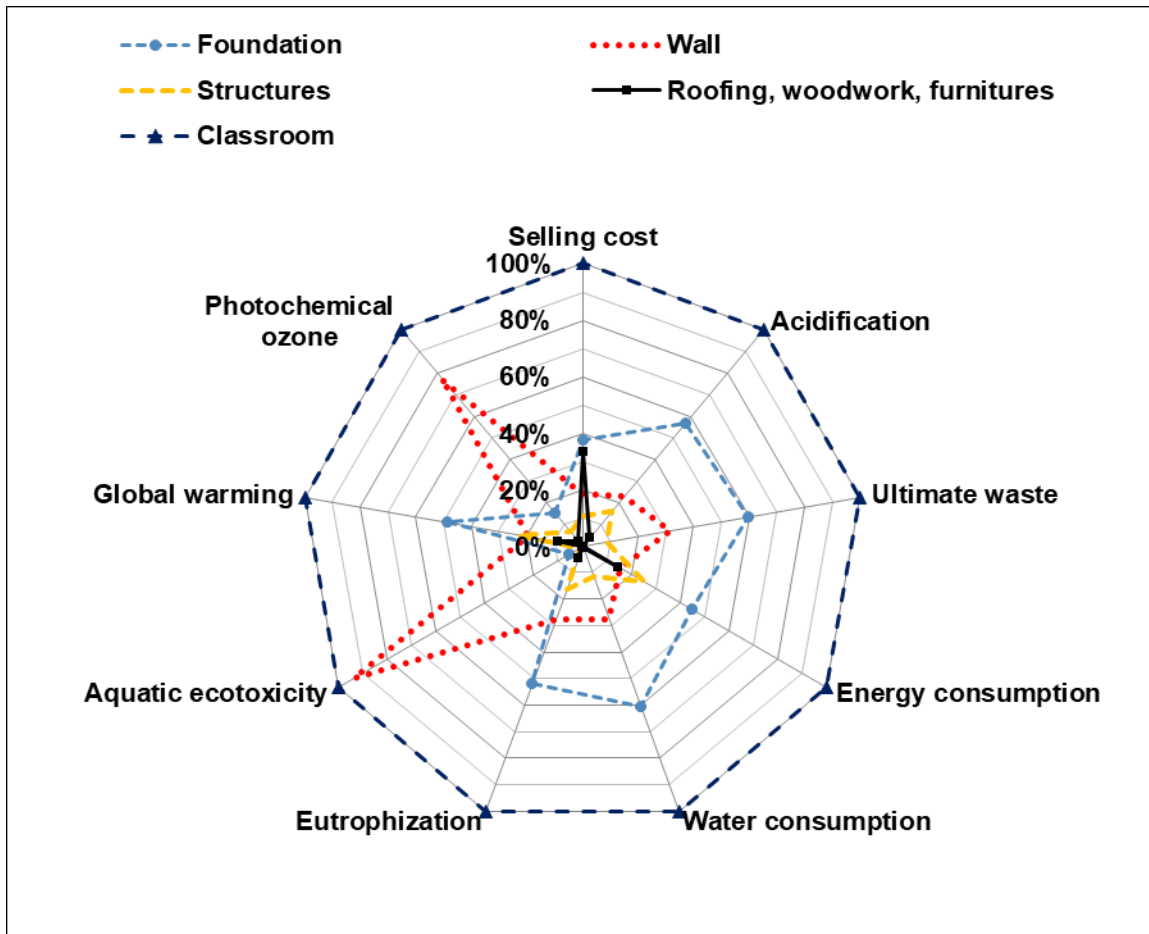 Foundation
Wall
Structures
Roofing, woodwork, furnitures
Classroom
Selling cost
100%
Photochemical
ozone
Acidification
80%
60%
40%
Global warming
20%
Ultimate waste
0%
Aquatic ecotoxicity
Energy consumption
Eutrophization
Water consumption